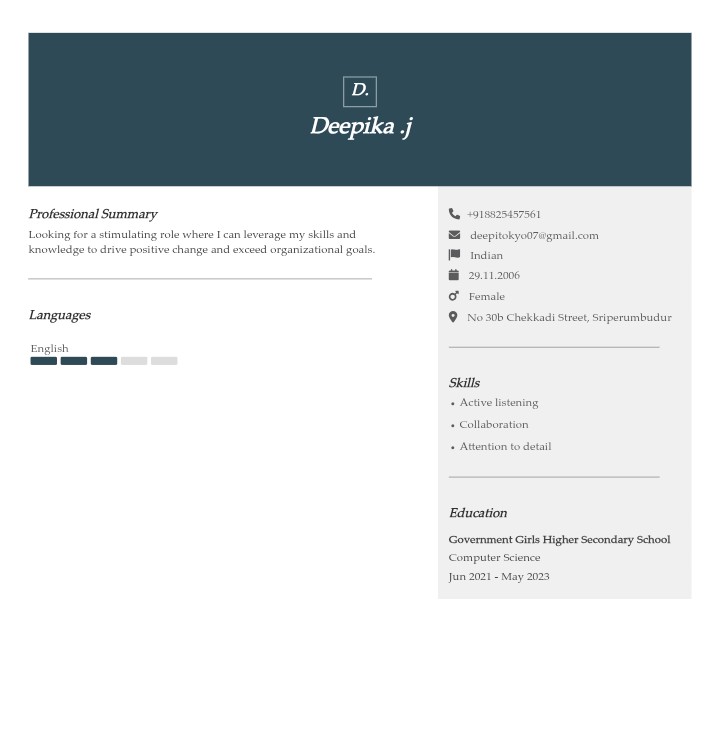 D.
Deepika .j
Professional Summary
Looking for a stimulating role where I can leverage my skills and
knowledge to drive positive change and exceed organizational goals.
Languages
English
+918825457561
deepitokyo07@gmail.com
Indian
29.11.2006
Female
No 30b Chekkadi Street, Sriperumbudur
Skills
• Active listening
• Collaboration
• Attention to detail
Education
Government Girls Higher Secondary School
Computer Science
Jun 2021 - May 2023